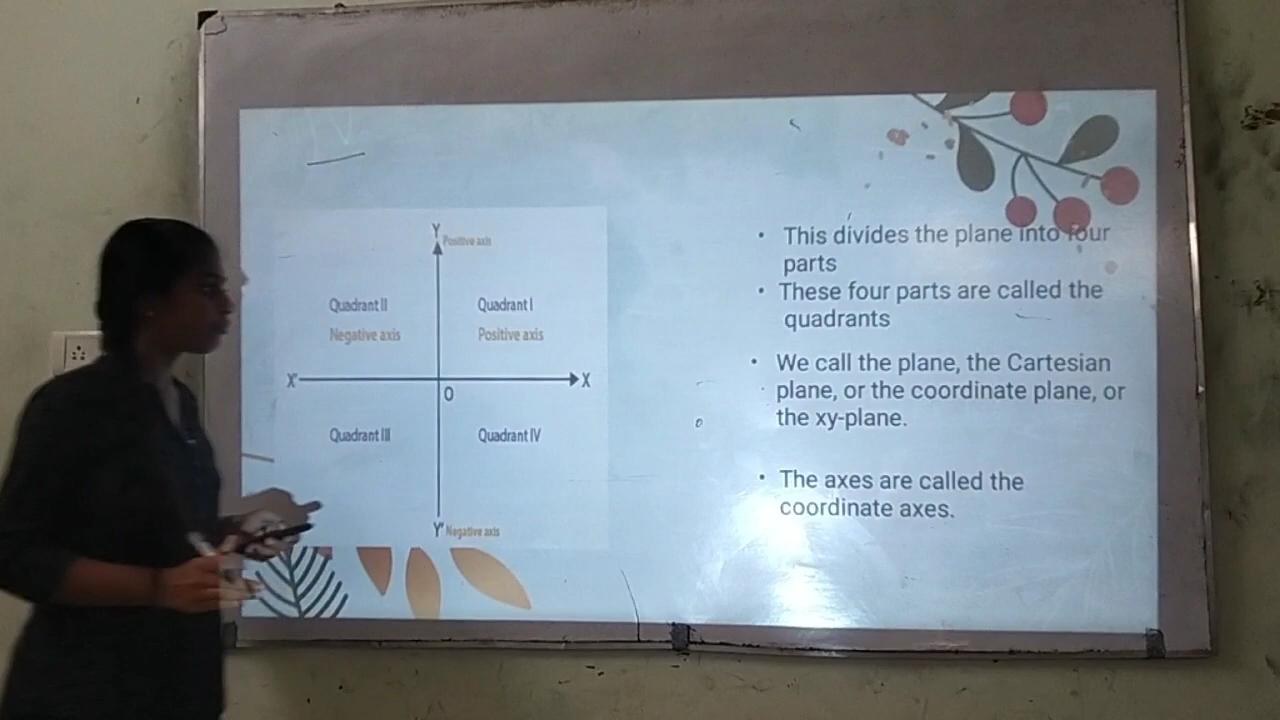 Y
Positive axis
Quadrant II
Quadrant I
Negative axis
Positive axis
X'
X
O
Quadrant III
Quadrant IV
Y' Negative axis
• This divides the plane into four
parts
• These four parts are called the
quadrants
• We call the plane, the Cartesian
plane, or the coordinate plane, or
the xy-plane.
• The axes are called the
coordinate axes.